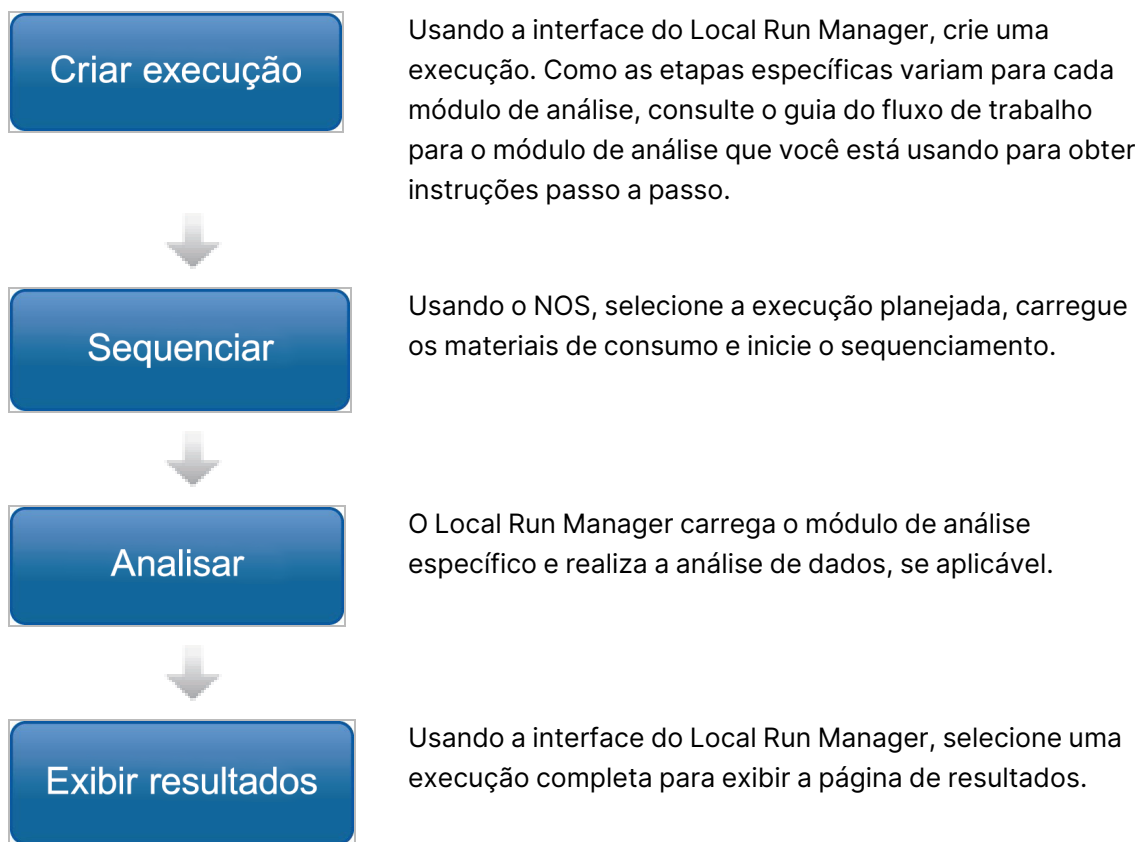 Criar execução
Usando a interface do Local Run Manager, crie uma
execução. Como as etapas específicas variam para cada
módulo de análise, consulte o guia do fluxo de trabalho
para o módulo de análise que você está usando para obter
instruções passo a passo.
Sequenciar
Usando o NOS, selecione a execução planejada, carregue
os materiais de consumo e inicie o sequenciamento.
Analisar
O Local Run Manager carrega o módulo de análise
específico e realiza a análise de dados, se aplicável.
Exibir resultados
Usando a interface do Local Run Manager, selecione uma
execução completa para exibir a página de resultados.